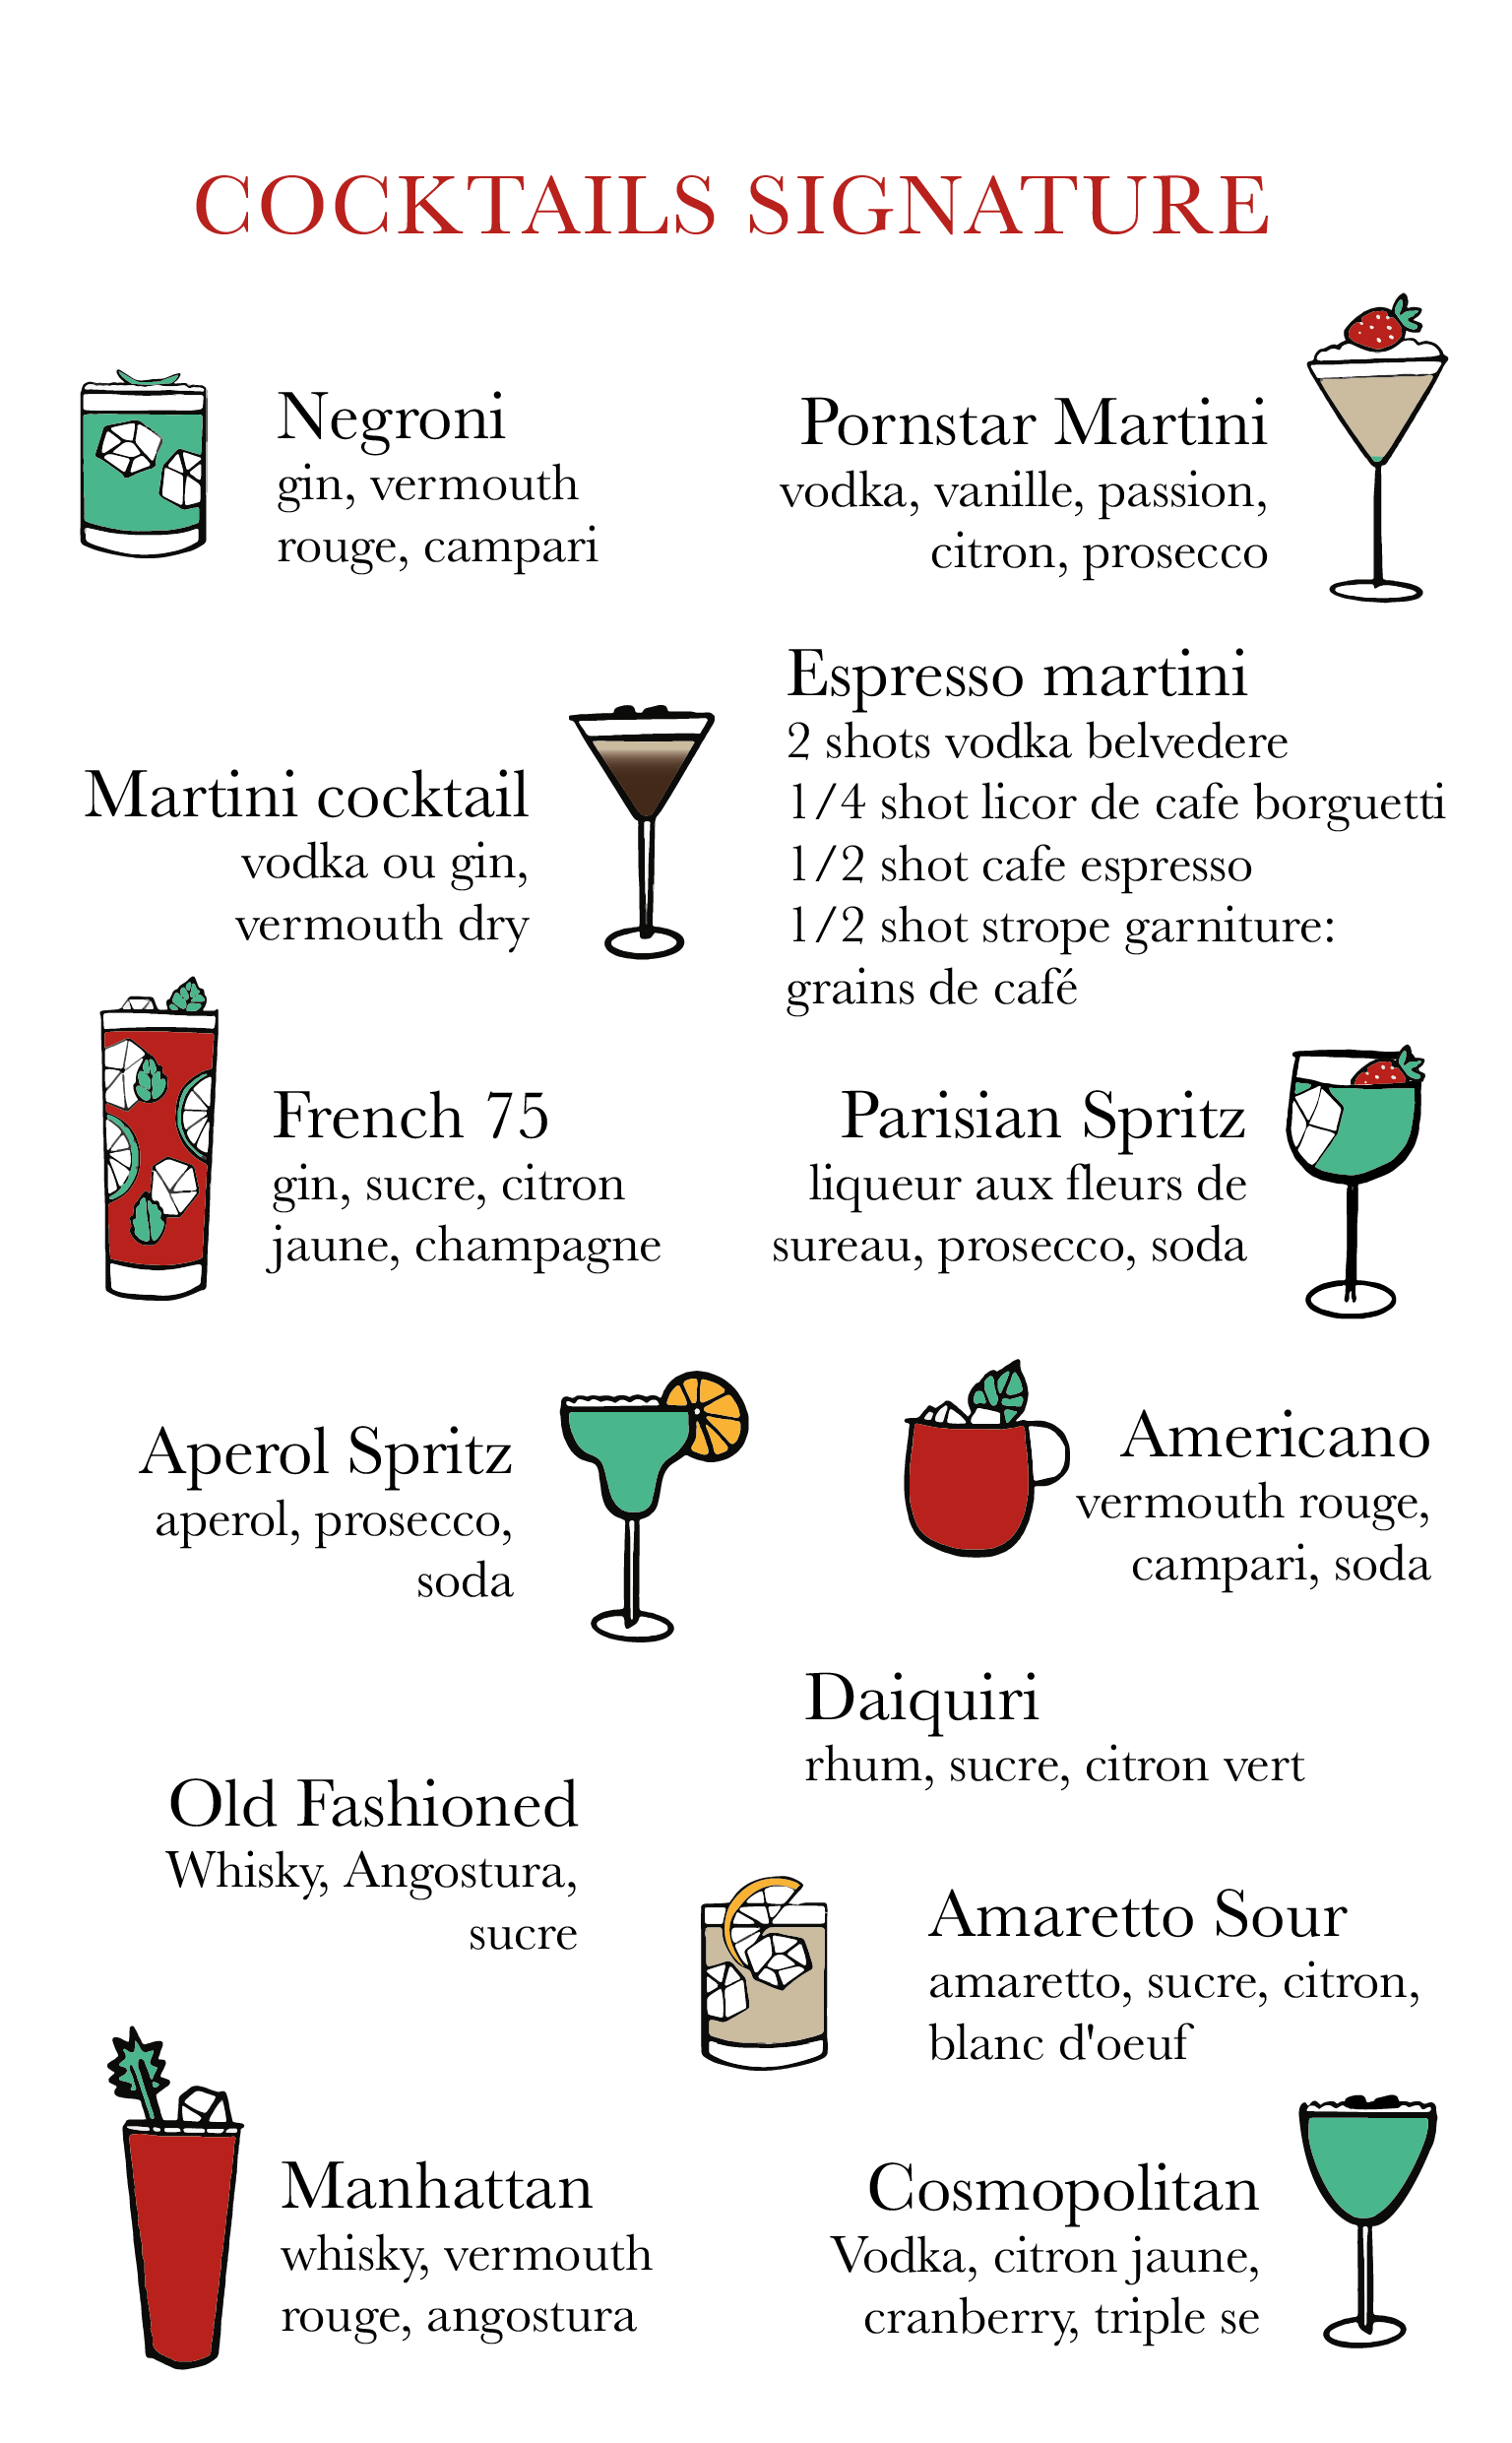 COCKTAILS SIGNATURE
Negroni
gin, vermouth
rouge, campari
Pornstar Martini
vodka, vanille, passion,
citron, prosecco
Martini cocktail
vodka ou gin,
vermouth dry
Espresso martini
2 shots vodka belvedere
1/4 shot licor de cafe borguetti
1/2 shot cafe espresso
1/2 shot strope garniture:
grains de café
French 75
gin, sucre, citron
jaune, champagne
Parisian Spritz
liqueur aux fleurs de
sureau, prosecco, soda
Aperol Spritz
aperol, prosecco,
soda
Americano
vermouth rouge,
campari, soda
Old Fashioned
Whisky, Angostura,
sucre
Daiquiri
rhum, sucre, citron vert
Amaretto Sour
amaretto, sucre, citron,
blanc d'oeuf
Manhattan
whisky, vermouth
rouge, angostura
Cosmopolitan
Vodka, citron jaune,
cranberry, triple se